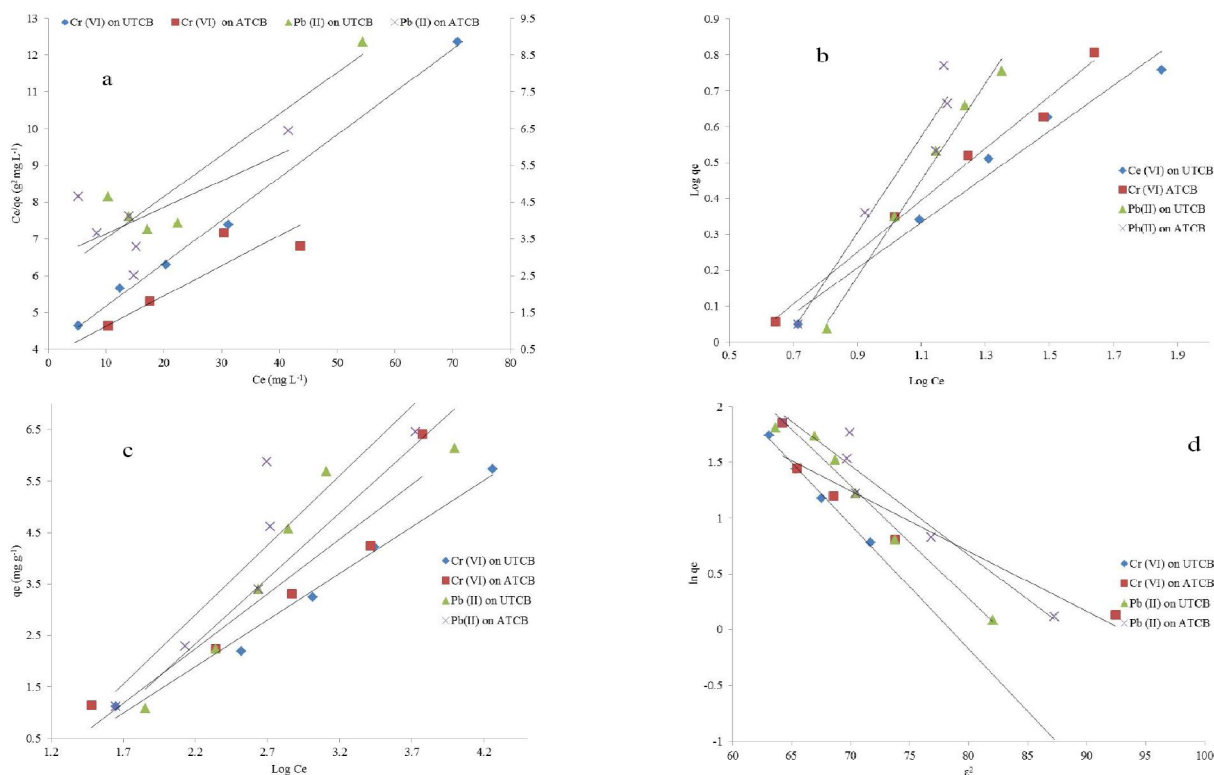 Cr (VI) on UTCB Cr (VI) on ATCB Pb (II) on UTCB Pb (II) on ATCB
a
13
12
11
10
9
8
7
6
5
4
9.5
8.5
7.5
6.5
5.5
4.5
3.5
2.5
1.5
0.5
0 10 20 30 40 50 60 70 80
Ce/qe (g² mg L⁻¹)
Ce (mg L⁻¹)
b
0.9
0.8
0.7
0.6
0.5
0.4
0.3
0.2
0.1
0
0.5 0.7 0.9 1.1 1.3 1.5 1.7 1.9
Log qe
Log Ce
Ce (VI) on UTCB
Cr (VI) ATCB
Pb(II) on UTCB
Pb(II) on ATCB
c
6.5
5.5
4.5
3.5
2.5
1.5
0.5
1.2 1.7 2.2 2.7 3.2 3.7 4.2
qe (mg g⁻¹)
Log Ce
Cr (VI) on UTCB
Cr (VI) on ATCB
Pb (II) on UTCB
Pb(II) on ATCB
d
2
1.5
1
0.5
0
-0.5
-1
60 65 70 75 80 85 90 95 100
ln qe
ε²
Cr (VI) on UTCB
Cr (VI) on ATCB
Pb (II) on UTCB
Pb (II) on ATCB